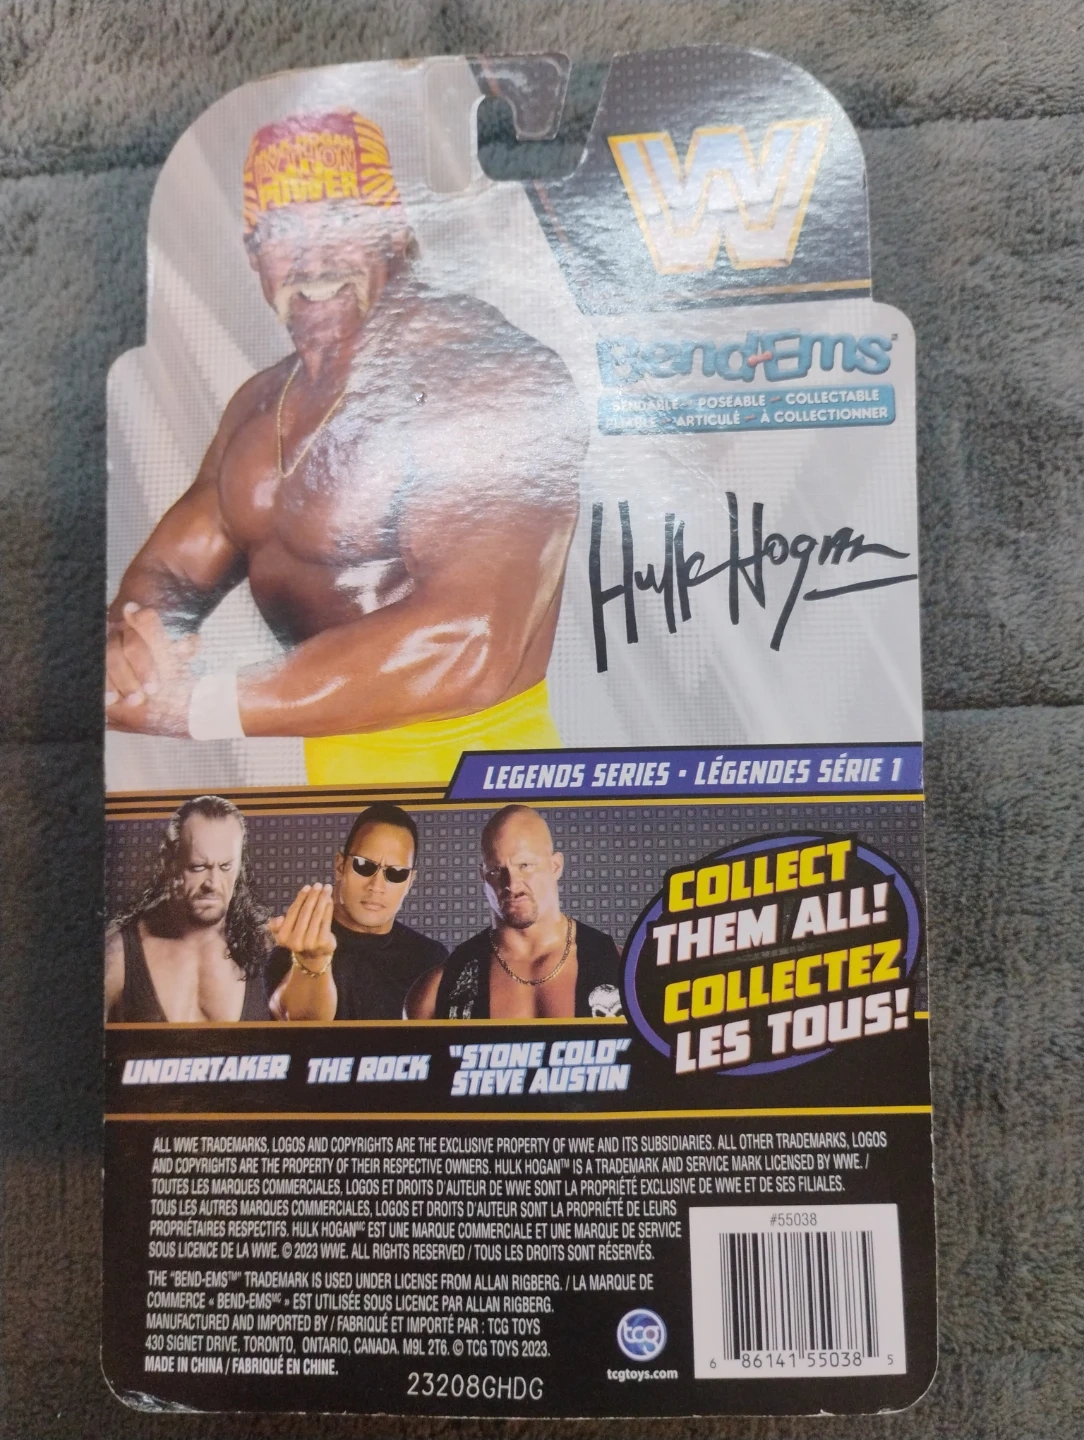 HULK HOGAN
PYTHON
POWER
W
Bend-Ems
BENDABLE - POSEABLE - COLLECTABLE
PLIABLE - ARTICULÉ - À COLLECTIONNER
Hulk Hogan
LEGENDS SERIES · LÉGENDES SÉRIE 1
COLLECT
THEM ALL!
COLLECTEZ
LES TOUS!
UNDERTAKER
THE ROCK
"STONE COLD"
STEVE AUSTIN
ALL WWE TRADEMARKS, LOGOS AND COPYRIGHTS ARE THE EXCLUSIVE PROPERTY OF WWE AND ITS SUBSIDIARIES. ALL OTHER TRADEMARKS, LOGOS
AND COPYRIGHTS ARE THE PROPERTY OF THEIR RESPECTIVE OWNERS. HULK HOGAN™ IS A TRADEMARK AND SERVICE MARK LICENSED BY WWE. /
TOUTES LES MARQUES COMMERCIALES, LOGOS ET DROITS D'AUTEUR DE WWE SONT LA PROPRIÉTÉ EXCLUSIVE DE WWE ET DE SES FILIALES.
TOUS LES AUTRES MARQUES COMMERCIALES, LOGOS ET DROITS D'AUTEUR SONT LA PROPRIÉTÉ DE LEURS
PROPRIÉTAIRES RESPECTIFS. HULK HOGANᴹᶜ EST UNE MARQUE COMMERCIALE ET UNE MARQUE DE SERVICE
SOUS LICENCE DE LA WWE. © 2023 WWE. ALL RIGHTS RESERVED / TOUS LES DROITS SONT RÉSERVÉS.
THE "BEND-EMS™" TRADEMARK IS USED UNDER LICENSE FROM ALLAN RIGBERG. / LA MARQUE DE
COMMERCE « BEND-EMSᴹᶜ » EST UTILISÉE SOUS LICENCE PAR ALLAN RIGBERG.
MANUFACTURED AND IMPORTED BY / FABRIQUÉ ET IMPORTÉ PAR : TCG TOYS
430 SIGNET DRIVE, TORONTO, ONTARIO, CANADA. M9L 2T6. © TCG TOYS 2023.
MADE IN CHINA / FABRIQUÉ EN CHINE.
23208GHDG
tcg
tcgtoys.com
#55038
6 86141 55038 5